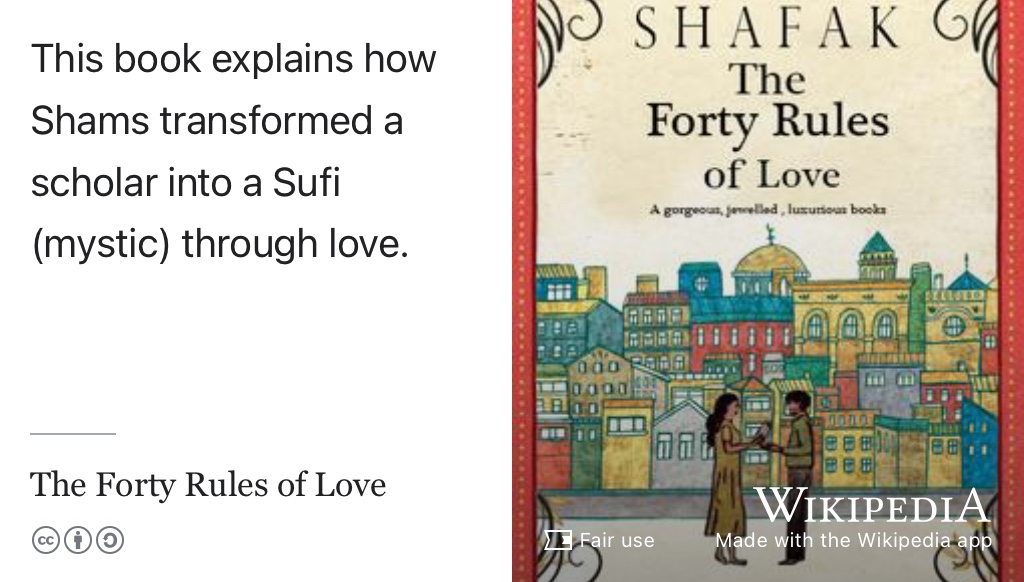 This book explains how
Shams transformed a
scholar into a Sufi
(mystic) through love.
The Forty Rules of Love
cc
SHAFAK
The
Forty Rules
of Love
A gorgeous, jewelled , luxurious books
WIKIPEDIA
Fair use
Made with the Wikipedia app